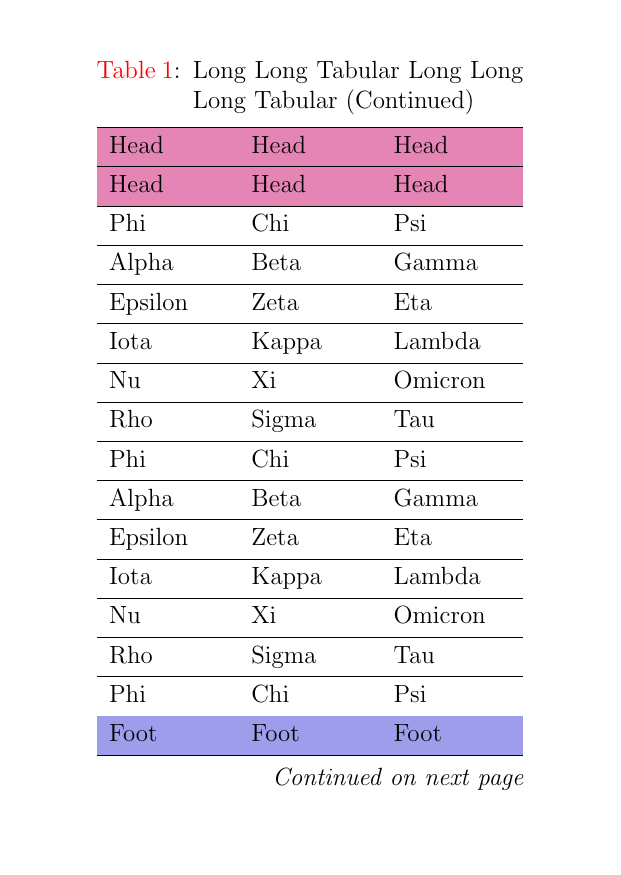 Table 1: Long Long Tabular Long Long
Long Tabular (Continued)
Head Head Head
Head Head Head
Phi Chi Psi
Alpha Beta Gamma
Epsilon Zeta Eta
Iota Kappa Lambda
Nu Xi Omicron
Rho Sigma Tau
Phi Chi Psi
Alpha Beta Gamma
Epsilon Zeta Eta
Iota Kappa Lambda
Nu Xi Omicron
Rho Sigma Tau
Phi Chi Psi
Foot Foot Foot
Continued on next page